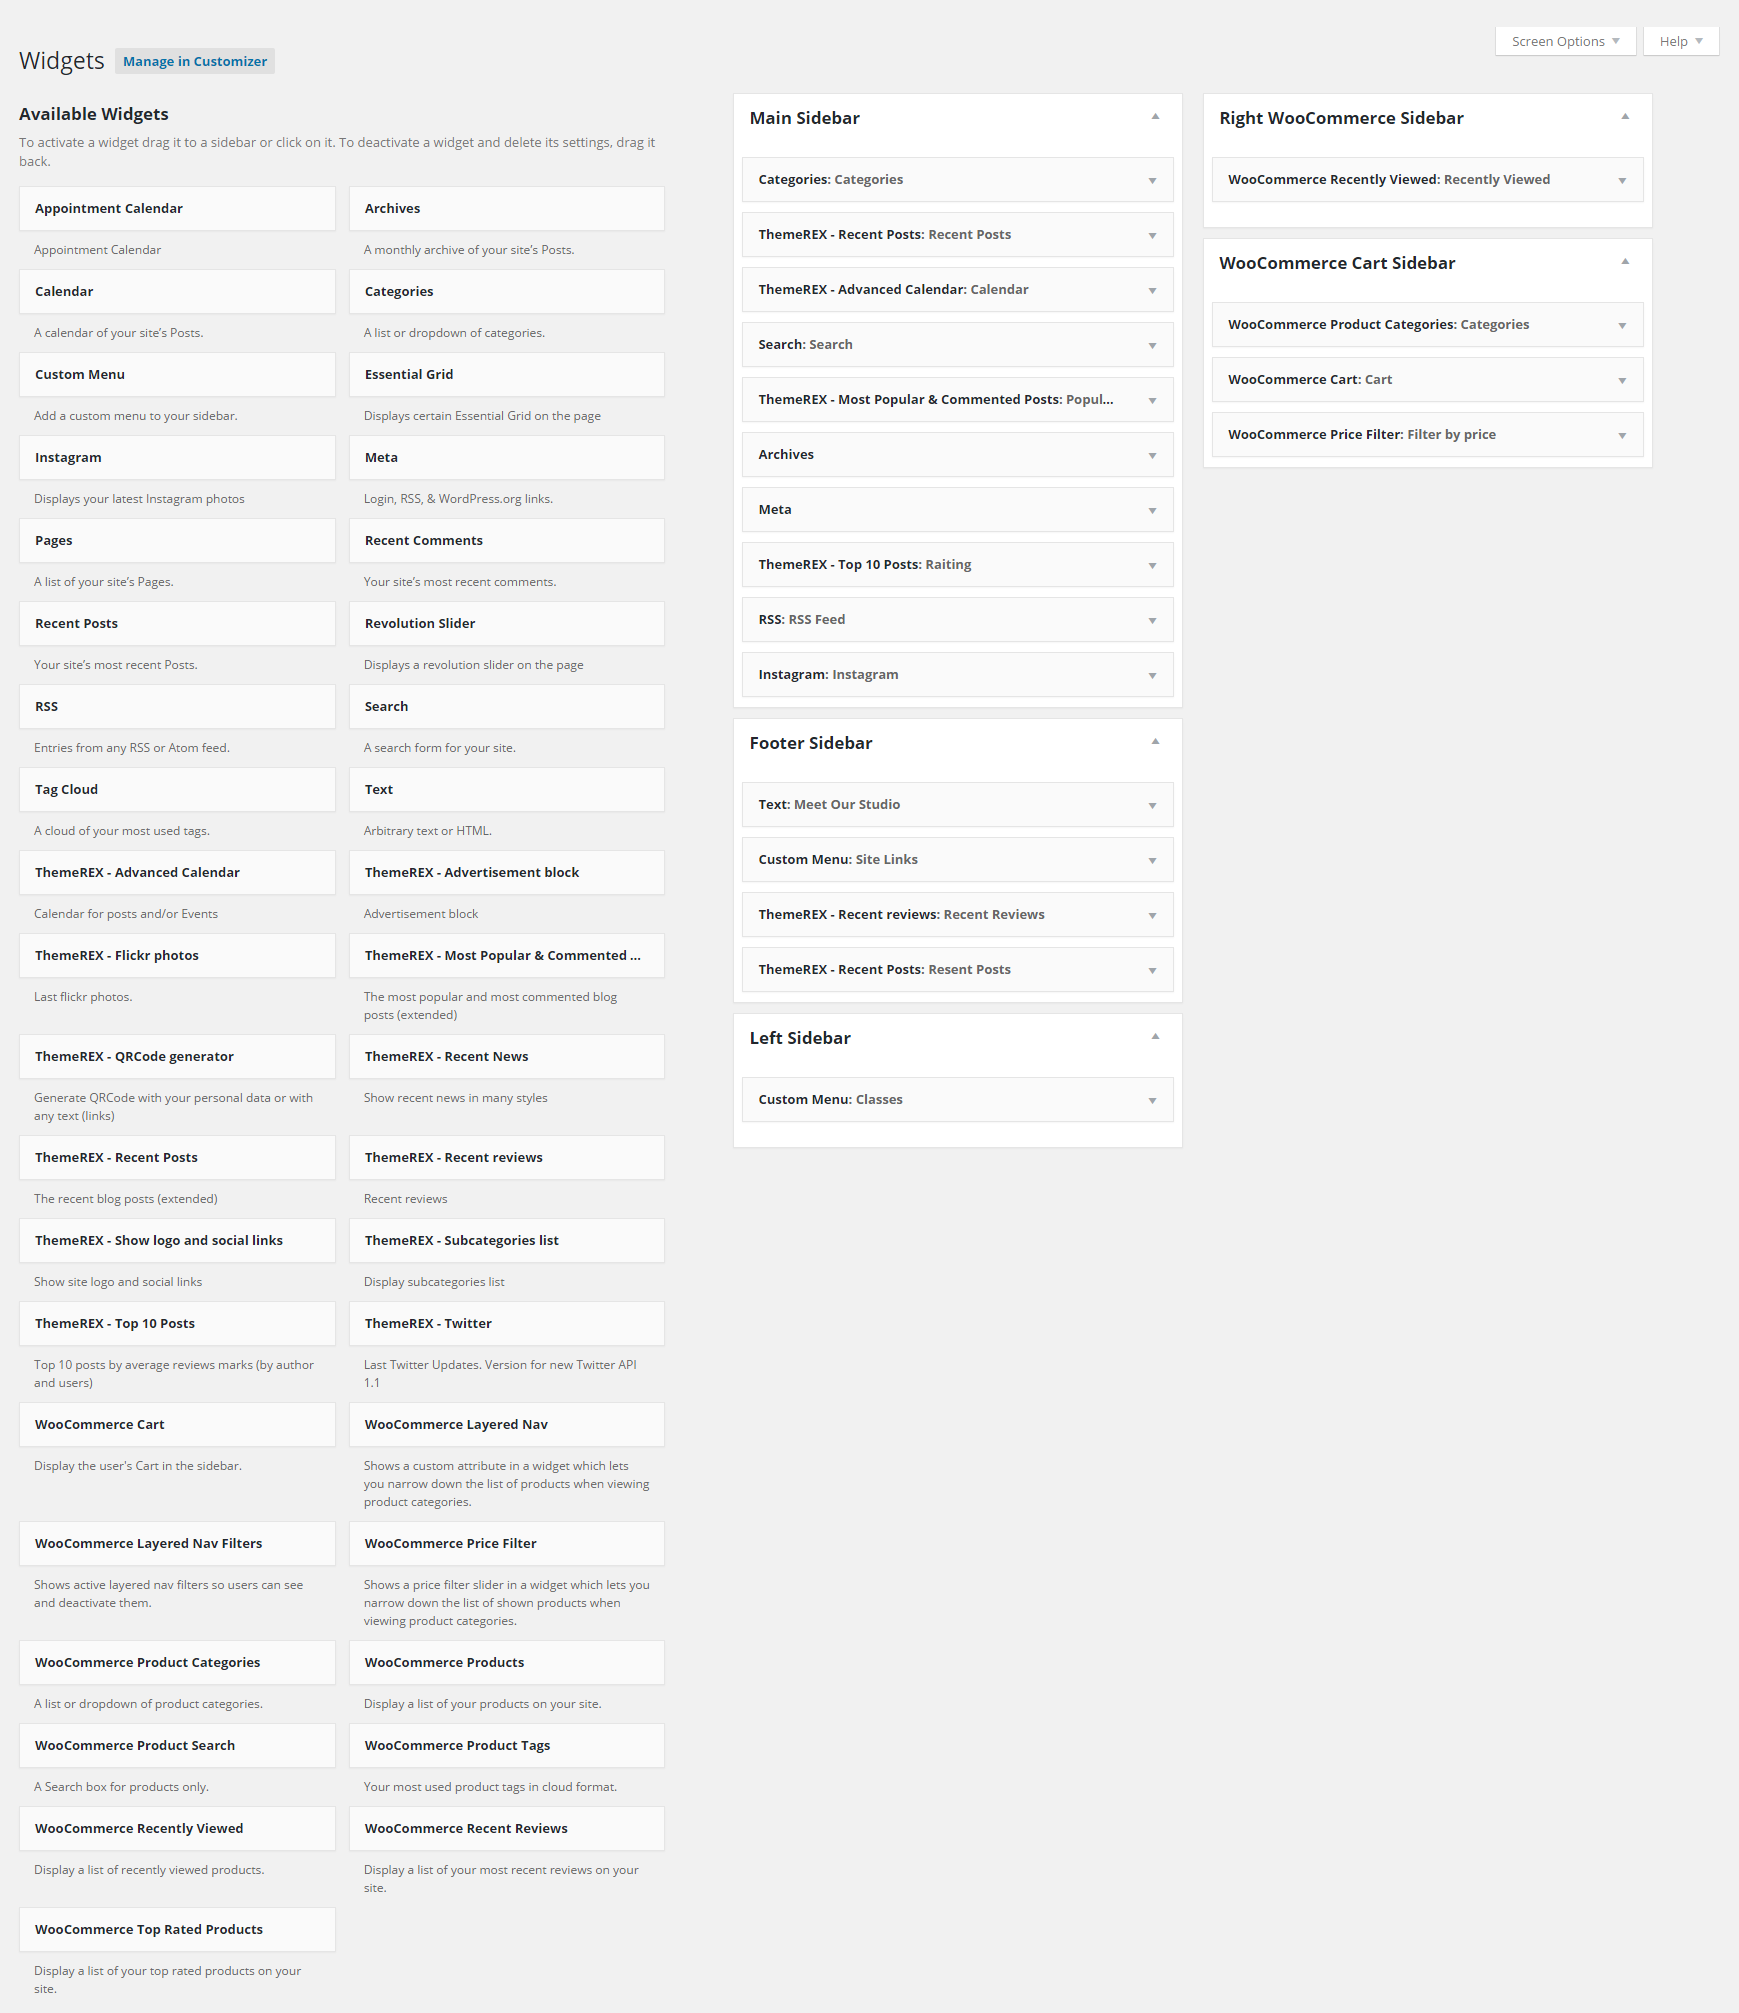 Screen Options
Help
Widgets
Manage in Customizer
Available Widgets
To activate a widget drag it to a sidebar or click on it. To deactivate a widget and delete its settings, drag it
back.
Appointment Calendar
Appointment Calendar
Archives
A monthly archive of your site’s Posts.
Calendar
A calendar of your site’s Posts.
Categories
A list or dropdown of categories.
Custom Menu
Add a custom menu to your sidebar.
Essential Grid
Displays certain Essential Grid on the page
Instagram
Displays your latest Instagram photos
Meta
Login, RSS, & WordPress.org links.
Pages
A list of your site’s Pages.
Recent Comments
Your site’s most recent comments.
Recent Posts
Your site’s most recent Posts.
Revolution Slider
Displays a revolution slider on the page
RSS
Entries from any RSS or Atom feed.
Search
A search form for your site.
Tag Cloud
A cloud of your most used tags.
Text
Arbitrary text or HTML.
ThemeREX - Advanced Calendar
Calendar for posts and/or Events
ThemeREX - Advertisement block
Advertisement block
ThemeREX - Flickr photos
Last flickr photos.
ThemeREX - Most Popular & Commented ...
The most popular and most commented blog
posts (extended)
ThemeREX - QRCode generator
Generate QRCode with your personal data or with
any text (links)
ThemeREX - Recent News
Show recent news in many styles
ThemeREX - Recent Posts
The recent blog posts (extended)
ThemeREX - Recent reviews
Recent reviews
ThemeREX - Show logo and social links
Show site logo and social links
ThemeREX - Subcategories list
Display subcategories list
ThemeREX - Top 10 Posts
Top 10 posts by average reviews marks (by author
and users)
ThemeREX - Twitter
Last Twitter Updates. Version for new Twitter API
1.1
WooCommerce Cart
Display the user's Cart in the sidebar.
WooCommerce Layered Nav
Shows a custom attribute in a widget which lets
you narrow down the list of products when viewing
product categories.
WooCommerce Layered Nav Filters
Shows active layered nav filters so users can see
and deactivate them.
WooCommerce Price Filter
Shows a price filter slider in a widget which lets you
narrow down the list of shown products when
viewing product categories.
WooCommerce Product Categories
A list or dropdown of product categories.
WooCommerce Products
Display a list of your products on your site.
WooCommerce Product Search
A Search box for products only.
WooCommerce Product Tags
Your most used product tags in cloud format.
WooCommerce Recently Viewed
Display a list of recently viewed products.
WooCommerce Recent Reviews
Display a list of your most recent reviews on your
site.
WooCommerce Top Rated Products
Display a list of your top rated products on your
site.
Main Sidebar
Categories: Categories
ThemeREX - Recent Posts: Recent Posts
ThemeREX - Advanced Calendar: Calendar
Search: Search
ThemeREX - Most Popular & Commented Posts: Popul...
Archives
Meta
ThemeREX - Top 10 Posts: Raiting
RSS: RSS Feed
Instagram: Instagram
Footer Sidebar
Text: Meet Our Studio
Custom Menu: Site Links
ThemeREX - Recent reviews: Recent Reviews
ThemeREX - Recent Posts: Resent Posts
Left Sidebar
Custom Menu: Classes
Right WooCommerce Sidebar
WooCommerce Recently Viewed: Recently Viewed
WooCommerce Cart Sidebar
WooCommerce Product Categories: Categories
WooCommerce Cart: Cart
WooCommerce Price Filter: Filter by price